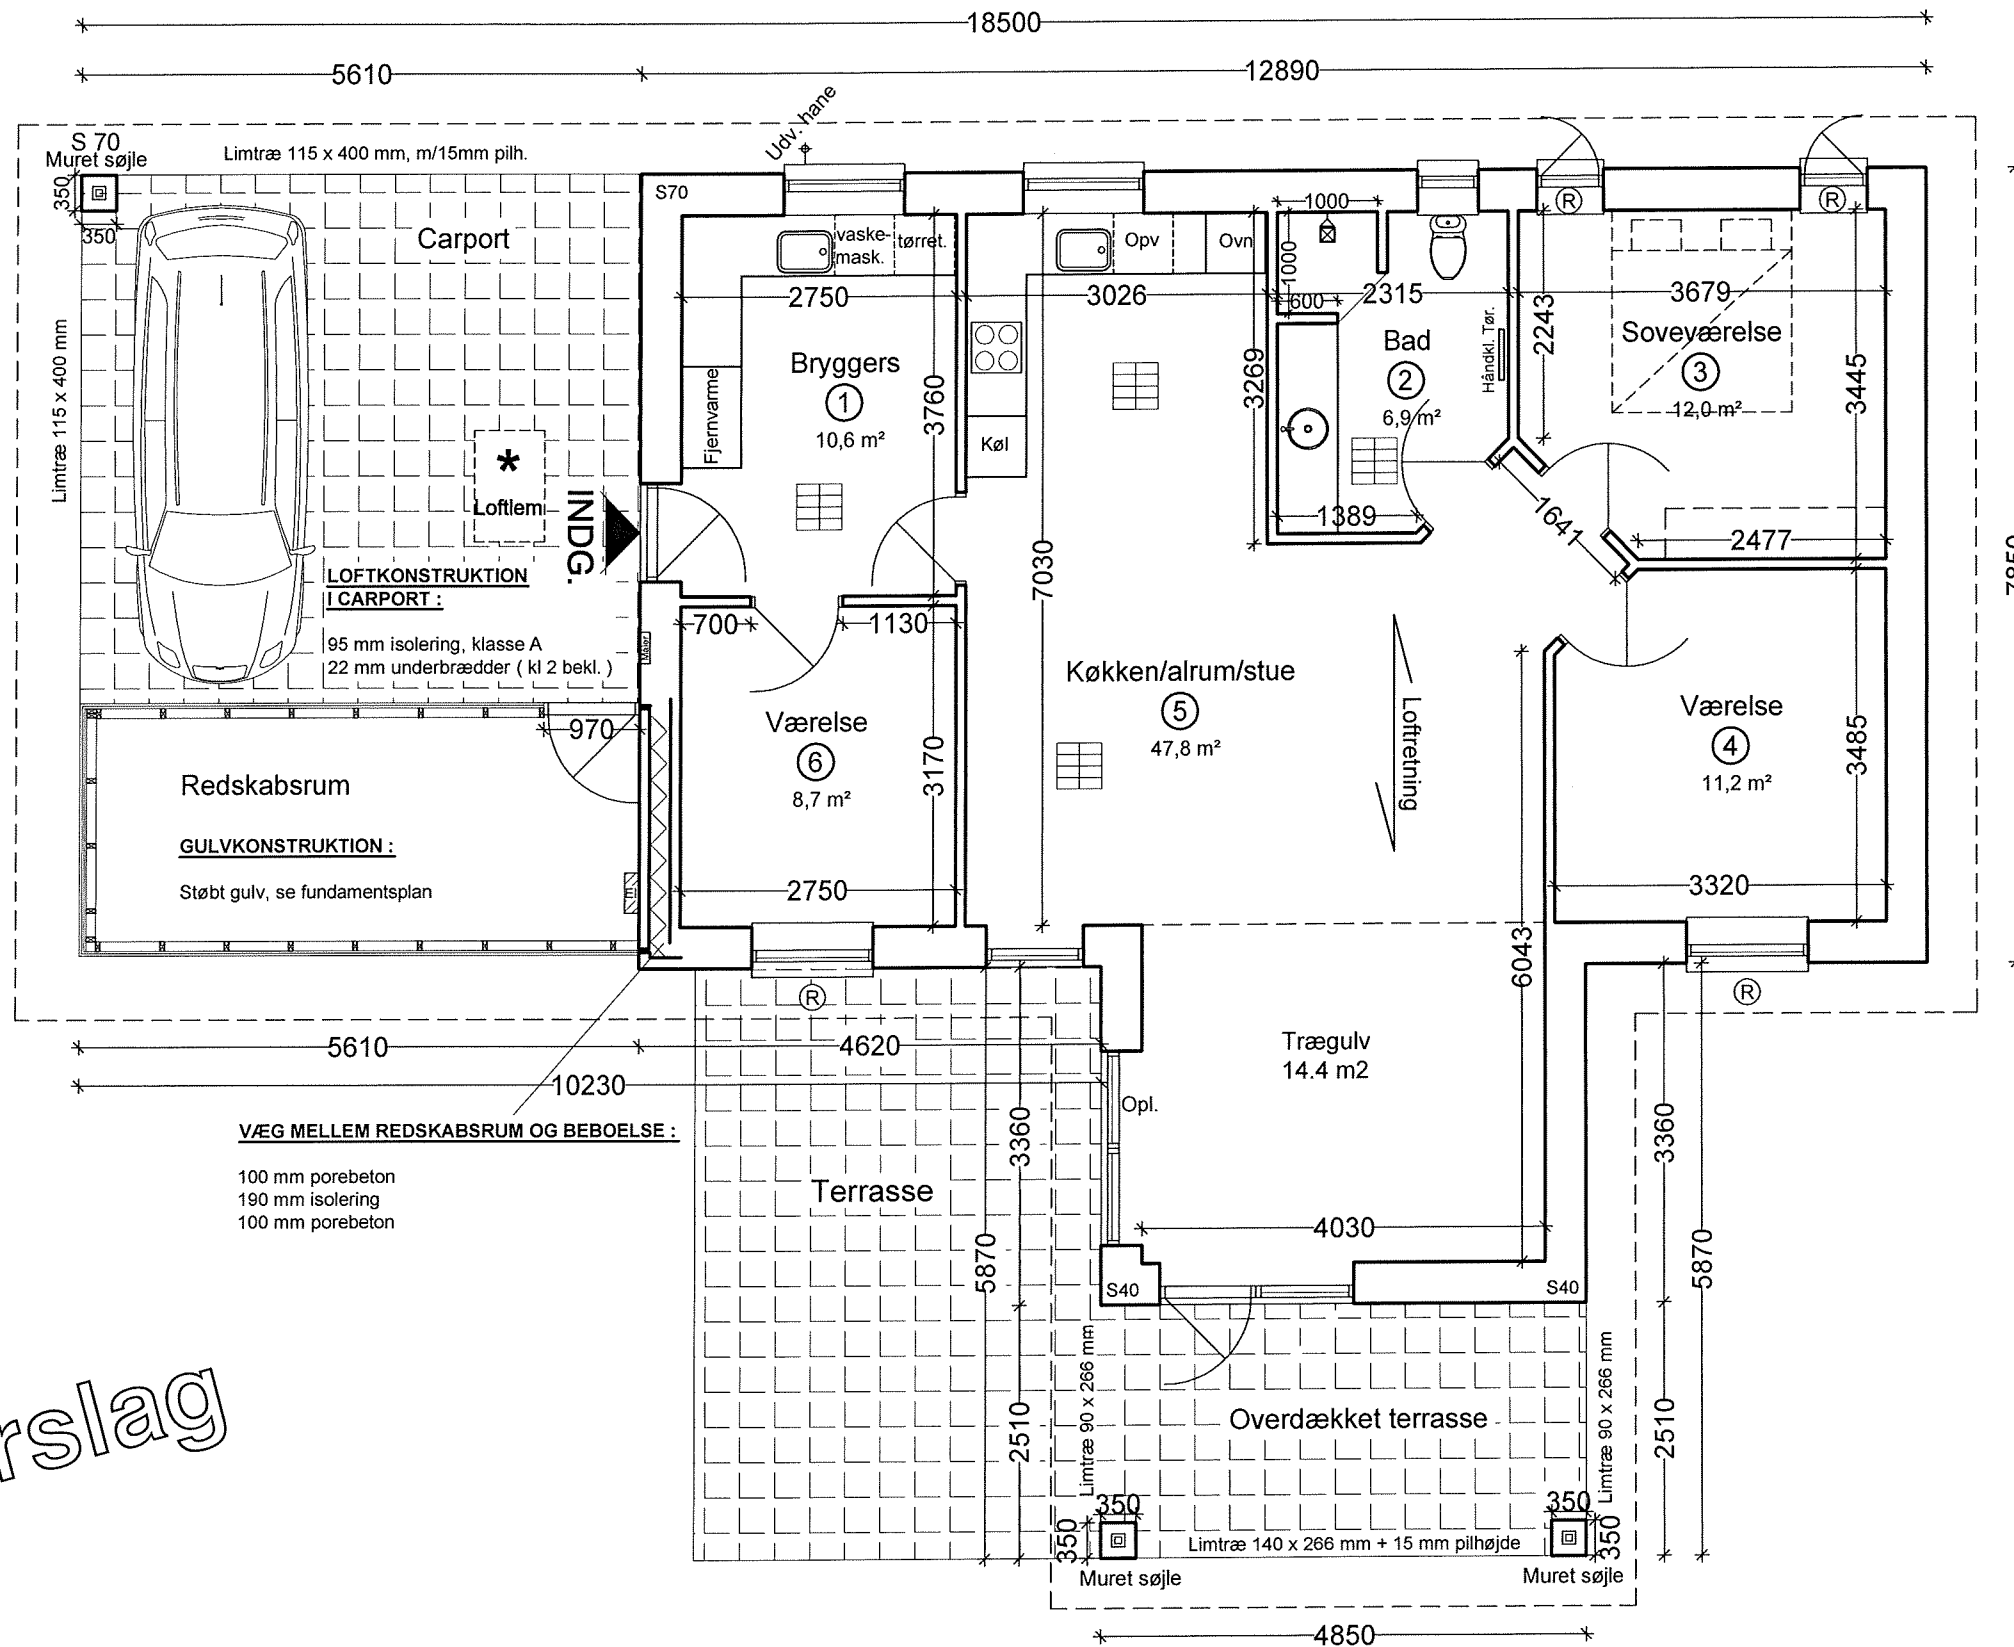 18500
5610
12890
Udv. hane
S 70
Muret søjle
Limtræ 115 x 400 mm, m/15mm pilh.
350
350
Carport
S70
vaske-
mask.
tørret.
Opv
Ovn
1000
1000
600
R
R
2750
3026
2315
3679
Limtræ 115 x 400 mm
Bryggers
1
10,6 m²
Fjernvarme
3760
Køl
3269
Bad
2
6,9 m²
Håndkl. Tør.
2243
Soveværelse
3
12,0 m²
3445
*
Loftlem
INDG.
1389
1641
2477
7850
LOFTKONSTRUKTION
I CARPORT :
95 mm isolering, klasse A
22 mm underbrædder ( kl 2 bekl. )
Måler
700
1130
7030
Køkken/alrum/stue
5
47,8 m²
Loftretning
Værelse
4
11,2 m²
3485
3320
970
Værelse
6
8,7 m²
3170
2750
Redskabsrum
GULVKONSTRUKTION :
Støbt gulv, se fundamentsplan
El
R
R
6043
5610
4620
10230
Trægulv
14.4 m2
Opl.
VÆG MELLEM REDSKABSRUM OG BEBOELSE :
100 mm porebeton
190 mm isolering
100 mm porebeton
Terrasse
3360
5870
2510
4030
S40
S40
3360
5870
2510
Limtræ 90 x 266 mm
Overdækket terrasse
Limtræ 90 x 266 mm
350
350
350
350
Limtræ 140 x 266 mm + 15 mm pilhøjde
Muret søjle
Muret søjle
4850
rslag